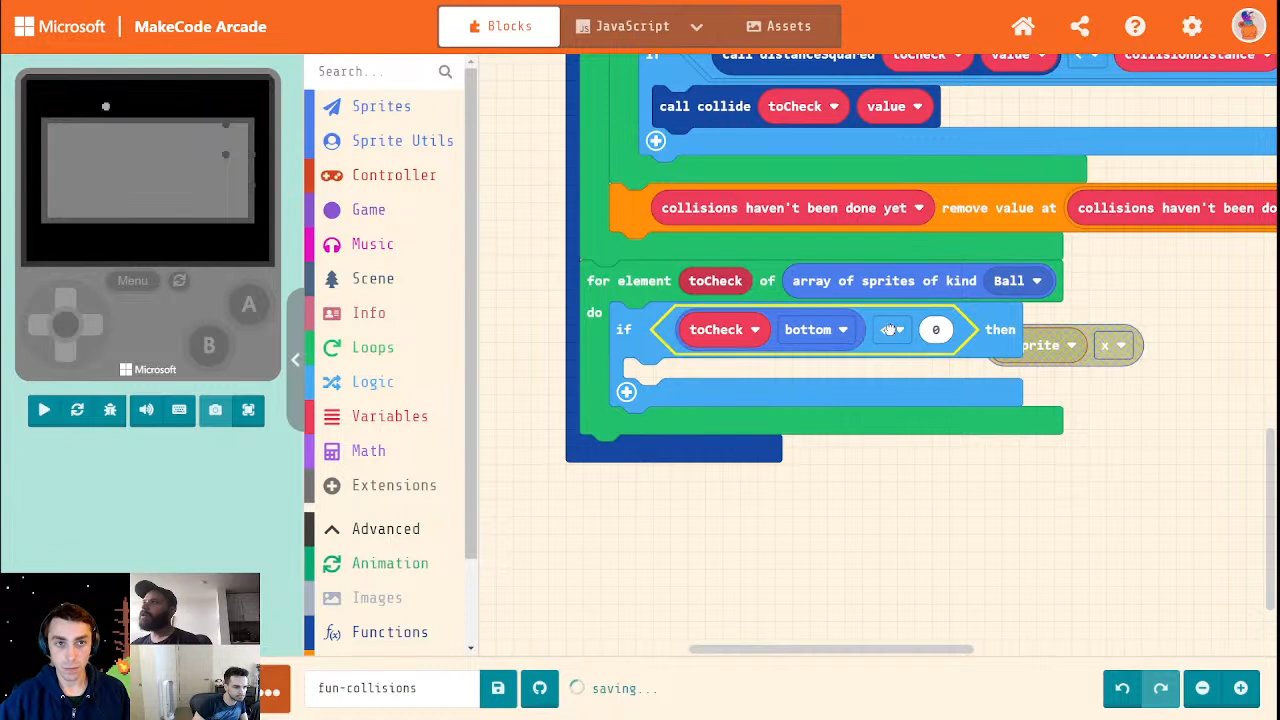 Microsoft | MakeCode Arcade
Blocks
JavaScript
Assets
Search...
Sprites
Sprite Utils
Controller
Game
Music
Scene
Info
Loops
Logic
Variables
Math
Extensions
Advanced
Animation
Images
Functions
Menu
A
B
Microsoft
if call distanceSquared toCheck value < collisionDistance
call collide toCheck value
collisions haven't been done yet remove value at collisions haven't been do
for element toCheck of array of sprites of kind Ball
do
if toCheck bottom 0 then
x
fun-collisions
saving...